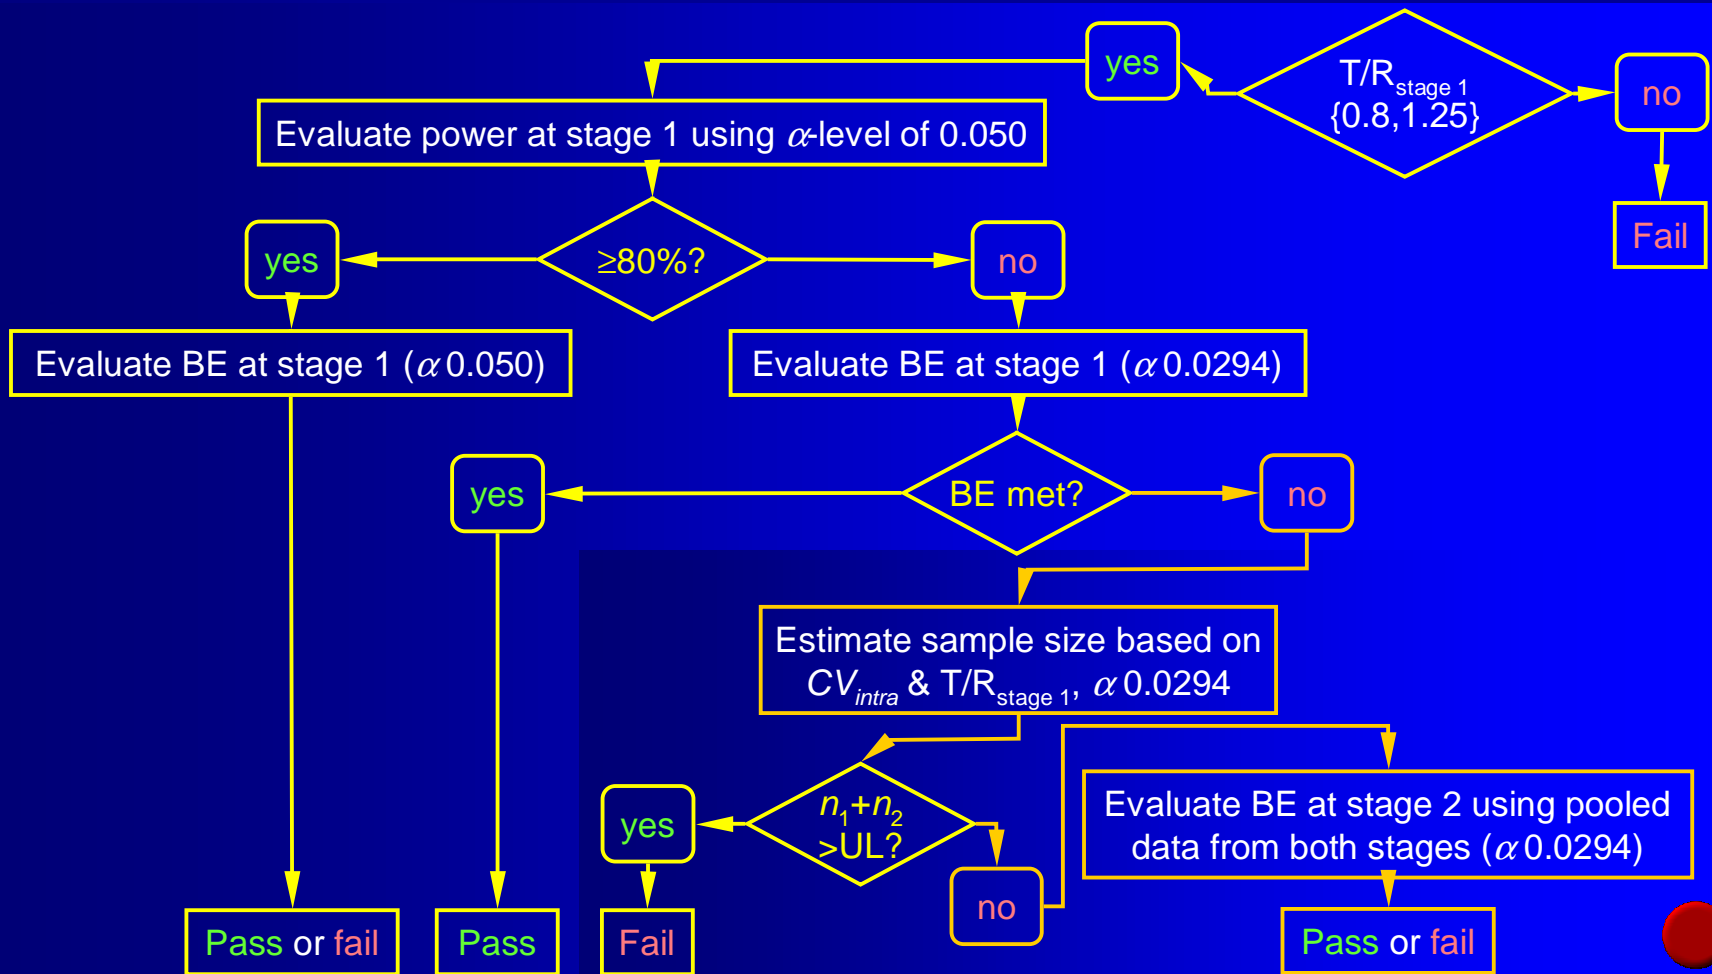 T/R stage 1
{0.8,1.25}
yes
no
Fail
Evaluate power at stage 1 using α-level of 0.050
≥80%?
yes
no
Evaluate BE at stage 1 (α 0.050)
Evaluate BE at stage 1 (α 0.0294)
BE met?
yes
no
Estimate sample size based on
CVintra & T/R stage 1, α 0.0294
n1+n2
>UL?
yes
no
Evaluate BE at stage 2 using pooled
data from both stages (α 0.0294)
Pass or fail
Pass
Fail
Pass or fail